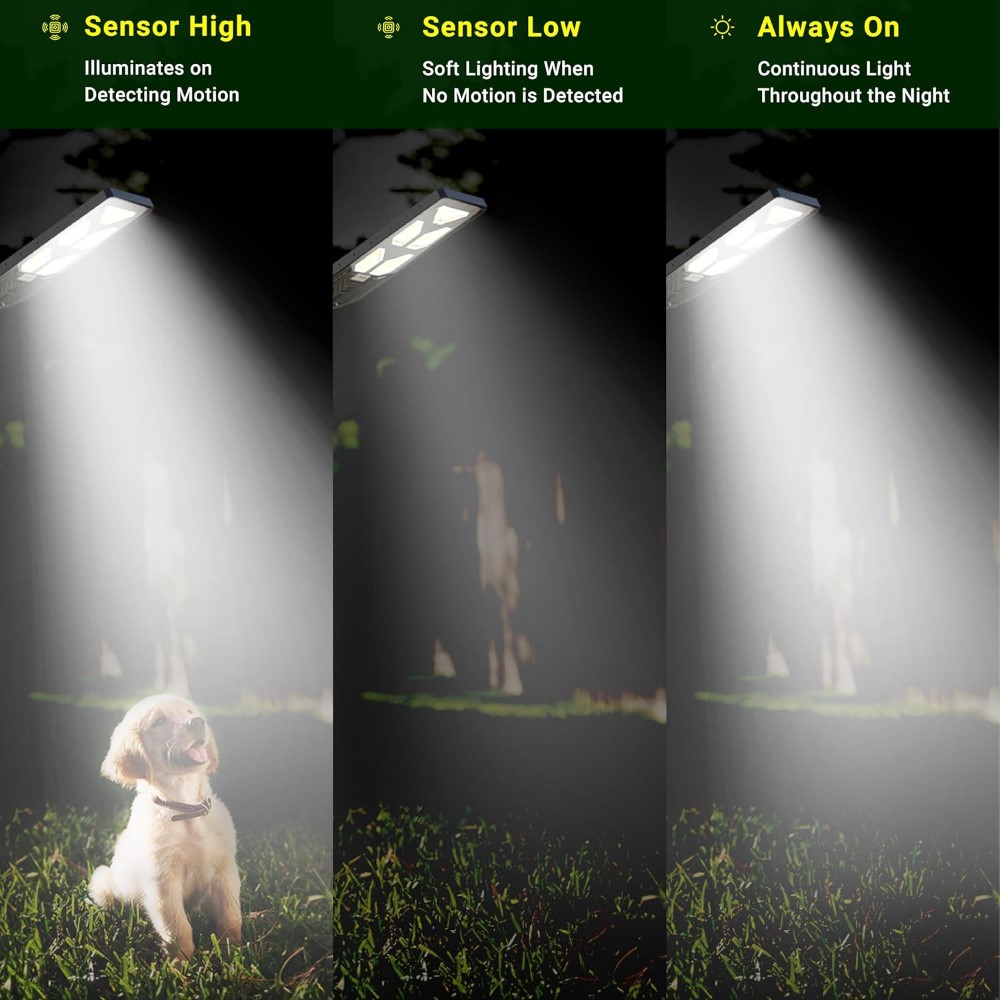 Sensor High
Illuminates on
Detecting Motion
Sensor Low
Soft Lighting When
No Motion is Detected
Always On
Continuous Light
Throughout the Night